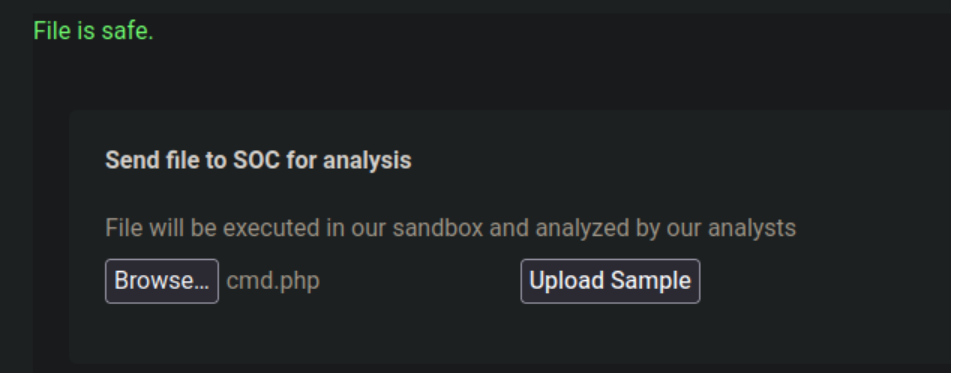 File is safe.
Send file to SOC for analysis
File will be executed in our sandbox and analyzed by our analysts
Browse... cmd.php Upload Sample